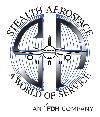 STEALTH AEROSPACE
A WORLD OF SERVICE
AN FDH COMPANY